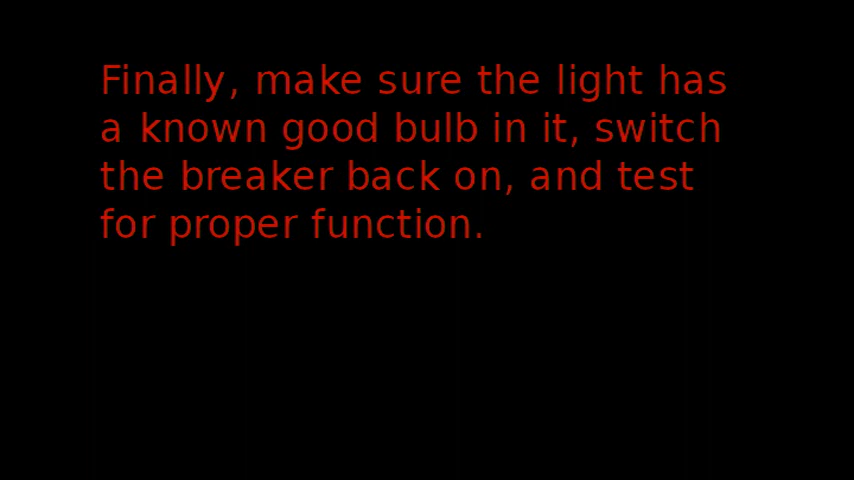 Finally, make sure the light has
a known good bulb in it, switch
the breaker back on, and test
for proper function.